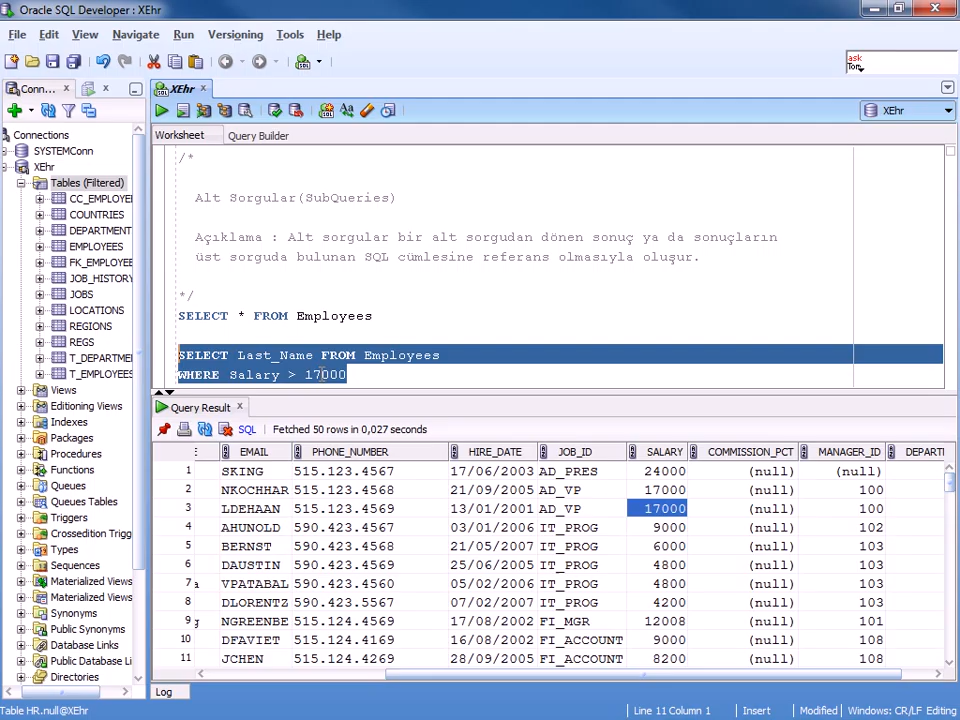 Oracle SQL Developer : XEhr
File Edit View Navigate Run Versioning Tools Help
ask
Tom
Conn...
XEhr
XEhr
Connections
SYSTEMConn
XEhr
Tables (Filtered)
CC_EMPLOYE
COUNTRIES
DEPARTMENT
EMPLOYEES
FK_EMPLOYEE
JOB_HISTORY
JOBS
LOCATIONS
REGIONS
REGS
T_DEPARTME
T_EMPLOYEES
Views
Editioning Views
Indexes
Packages
Procedures
Functions
Queues
Queues Tables
Triggers
Crossedition Trigg
Types
Sequences
Materialized Views
Materialized Views
Synonyms
Public Synonyms
Database Links
Public Database Li
Directories
Worksheet Query Builder
/*
Alt Sorgular(SubQueries)
Açıklama : Alt sorgular bir alt sorgudan dönen sonuç ya da sonuçların
üst sorguda bulunan SQL cümlesine referans olmasıyla oluşur.
*/
SELECT * FROM Employees
SELECT Last_Name FROM Employees
WHERE Salary > 17000
Query Result
SQL Fetched 50 rows in 0,027 seconds
EMAIL PHONE_NUMBER HIRE_DATE JOB_ID SALARY COMMISSION_PCT MANAGER_ID DEPARTI
1 SKING 515.123.4567 17/06/2003 AD_PRES 24000 (null) (null)
2 NKOCHHAR 515.123.4568 21/09/2005 AD_VP 17000 (null) 100
3 LDEHAAN 515.123.4569 13/01/2001 AD_VP 17000 (null) 100
4 AHUNOLD 590.423.4567 03/01/2006 IT_PROG 9000 (null) 102
5 BERNST 590.423.4568 21/05/2007 IT_PROG 6000 (null) 103
6 DAUSTIN 590.423.4569 25/06/2005 IT_PROG 4800 (null) 103
7 a VPATABAL 590.423.4560 05/02/2006 IT_PROG 4800 (null) 103
8 DLORENTZ 590.423.5567 07/02/2007 IT_PROG 4200 (null) 103
9 NGREENBE 515.124.4569 17/08/2002 FI_MGR 12008 (null) 101
10 DFAVIET 515.124.4169 16/08/2002 FI_ACCOUNT 9000 (null) 108
11 JCHEN 515.124.4269 28/09/2005 FI_ACCOUNT 8200 (null) 108
Log
Table HR.null@XEhr Line 11 Column 1 Insert Modified Windows: CR/LF Editing